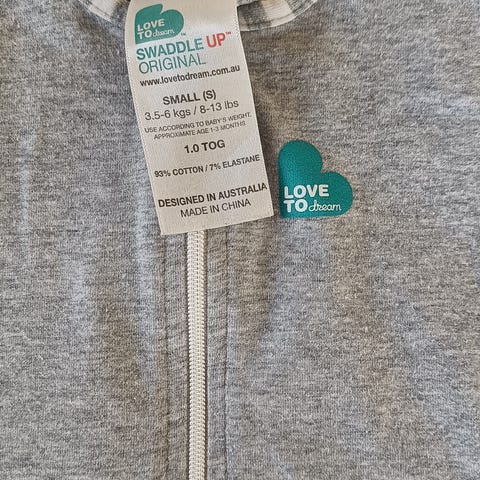 LOVE
TO dream™
SWADDLE UP™
ORIGINAL
www.lovetodream.com.au
SMALL (S)
3.5-6 kgs / 8-13 lbs
USE ACCORDING TO BABY'S WEIGHT.
APPROXIMATE AGE 1-3 MONTHS.
1.0 TOG
93% COTTON / 7% ELASTANE
DESIGNED IN AUSTRALIA
MADE IN CHINA
LOVE
TO dream